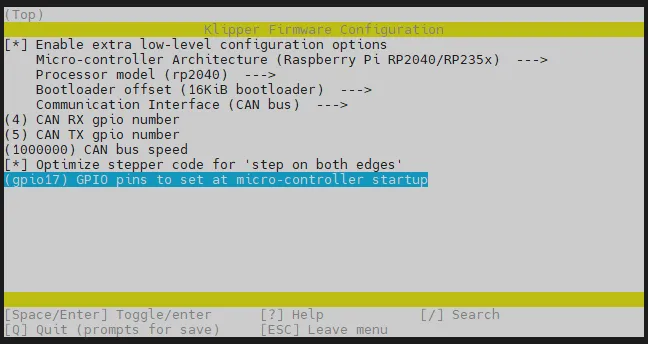 (Top)
Klipper Firmware Configuration
[*] Enable extra low-level configuration options
Micro-controller Architecture (Raspberry Pi RP2040/RP235x)  --->
Processor model (rp2040)  --->
Bootloader offset (16KiB bootloader)  --->
Communication Interface (CAN bus)  --->
(4) CAN RX gpio number
(5) CAN TX gpio number
(1000000) CAN bus speed
[*] Optimize stepper code for 'step on both edges'
(gpio17) GPIO pins to set at micro-controller startup
[Space/Enter] Toggle/enter [?] Help [/] Search
[Q] Quit (prompts for save) [ESC] Leave menu